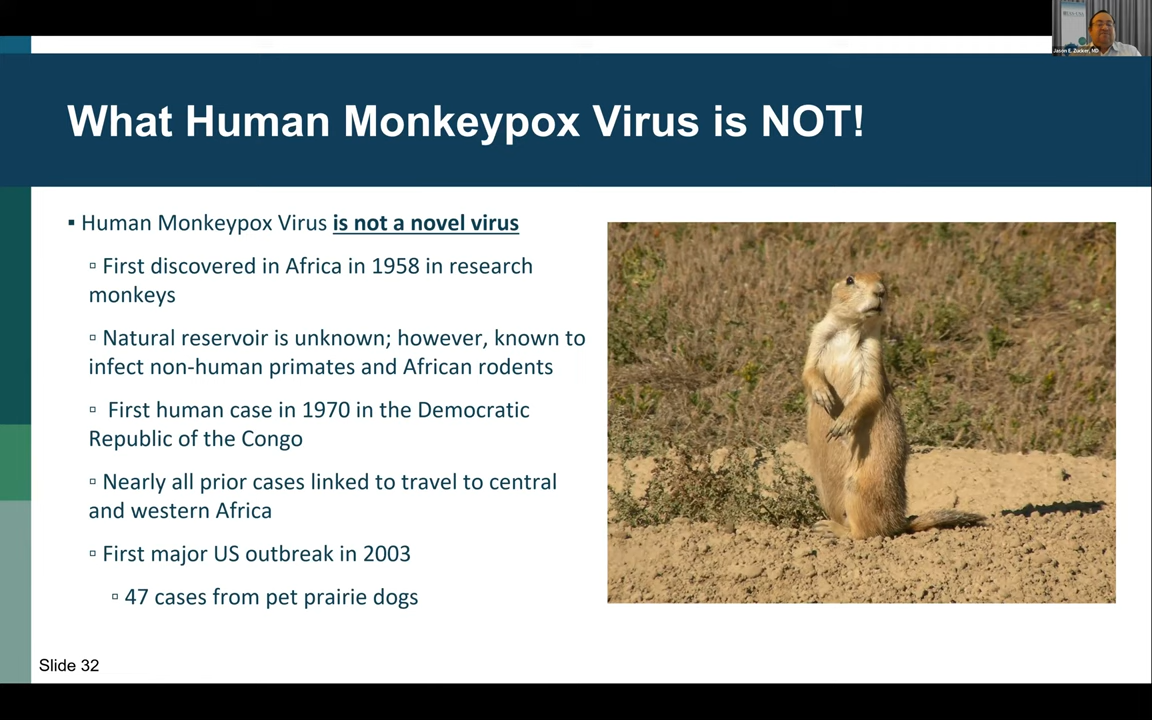 Jason E. Zucker, MD
What Human Monkeypox Virus is NOT!
▪ Human Monkeypox Virus is not a novel virus
▫ First discovered in Africa in 1958 in research
monkeys
▫ Natural reservoir is unknown; however, known to
infect non-human primates and African rodents
▫ First human case in 1970 in the Democratic
Republic of the Congo
▫ Nearly all prior cases linked to travel to central
and western Africa
▫ First major US outbreak in 2003
▫ 47 cases from pet prairie dogs
Slide 32